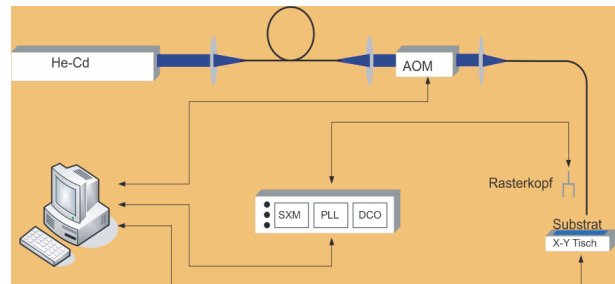 He-Cd
AOM
Rasterkopf
SXM
PLL
DCO
Substrat
X-Y Tisch